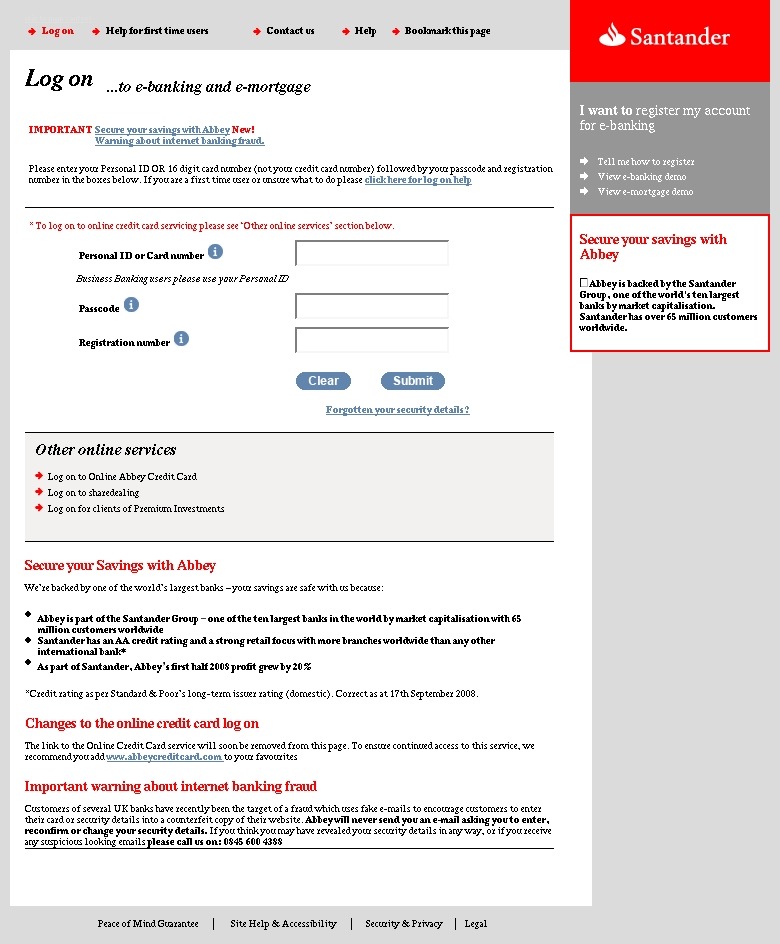 Log on
Help for first time users
Contact us
Help
Bookmark this page
Santander
Log on ...to e-banking and e-mortgage
I want to register my account
for e-banking
Tell me how to register
View e-banking demo
View e-mortgage demo
IMPORTANT Secure your savings with Abbey New!
Warning about internet banking fraud.
Please enter your Personal ID OR 16 digit card number (not your credit card number) followed by your passcode and registration
number in the boxes below. If you are a first time user or unsure what to do please click here for log on help
* To log on to online credit card servicing please see 'Other online services' section below.
Personal ID or Card number i
Business Banking users please use your Personal ID
Passcode i
Registration number i
Clear Submit
Forgotten your security details?
Secure your savings with
Abbey
Abbey is backed by the Santander
Group, one of the world's ten largest
banks by market capitalisation.
Santander has over 65 million customers
worldwide.
Other online services
Log on to Online Abbey Credit Card
Log on to sharedealing
Log on for clients of Premium Investments
Secure your Savings with Abbey
We're backed by one of the world's largest banks – your savings are safe with us because:
Abbey is part of the Santander Group – one of the ten largest banks in the world by market capitalisation with 65
million customers worldwide
Santander has an AA credit rating and a strong retail focus with more branches worldwide than any other
international bank*
As part of Santander, Abbey's first half 2008 profit grew by 20%
*Credit rating as per Standard & Poor's long-term issuer rating (domestic). Correct as at 17th September 2008.
Changes to the online credit card log on
The link to the Online Credit Card service will soon be removed from this page. To ensure continued access to this service, we
recommend you add www.abbeycreditcard.com to your favourites
Important warning about internet banking fraud
Customers of several UK banks have recently been the target of a fraud which uses fake e-mails to encourage customers to enter
their card or security details into a counterfeit copy of their website. Abbey will never send you an e-mail asking you to enter,
reconfirm or change your security details. If you think you may have revealed your security details in any way, or if you receive
any suspicious looking emails please call us on: 0845 600 4388
Peace of Mind Guarantee | Site Help & Accessibility | Security & Privacy | Legal